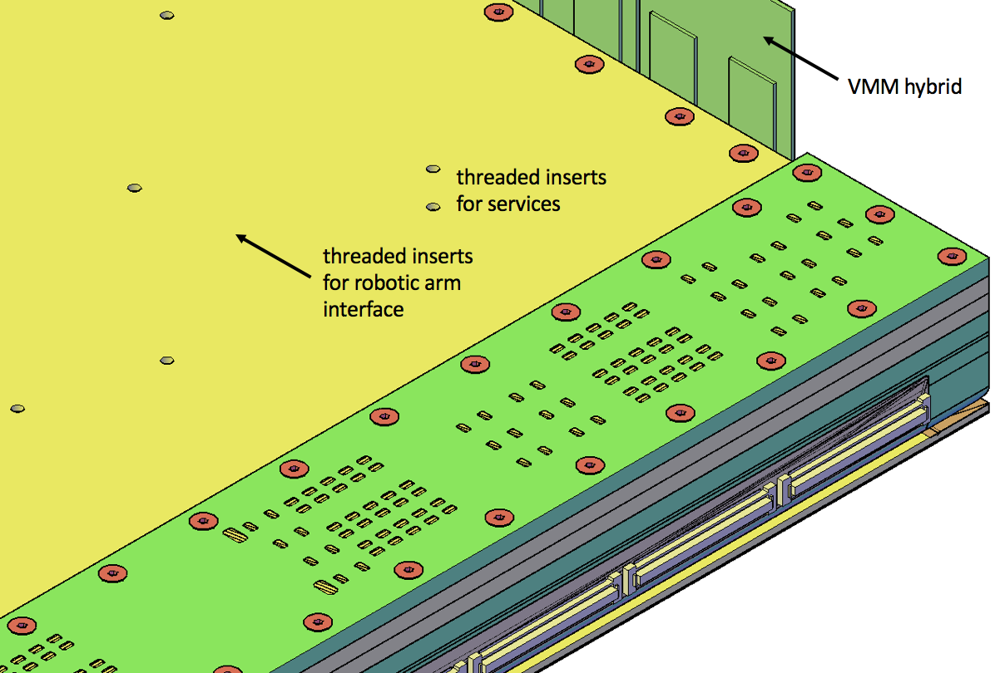 VMM hybrid
threaded inserts
for services
threaded inserts
for robotic arm
interface